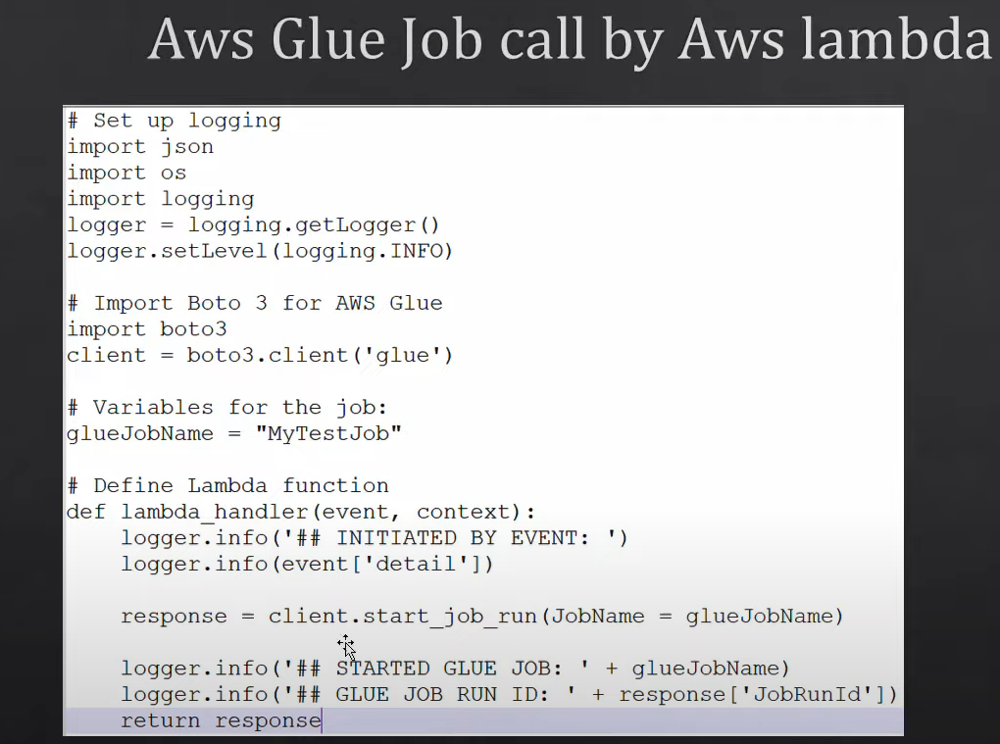 Aws Glue Job call by Aws lambda
# Set up logging
import json
import os
import logging
logger = logging.getLogger()
logger.setLevel(logging.INFO)
# Import Boto 3 for AWS Glue
import boto3
client = boto3.client('glue')
# Variables for the job:
glueJobName = "MyTestJob"
# Define Lambda function
def lambda_handler(event, context):
    logger.info('## INITIATED BY EVENT: ')
    logger.info(event['detail'])
    response = client.start_job_run(JobName = glueJobName)
    logger.info('## STARTED GLUE JOB: ' + glueJobName)
    logger.info('## GLUE JOB RUN ID: ' + response['JobRunId'])
    return response